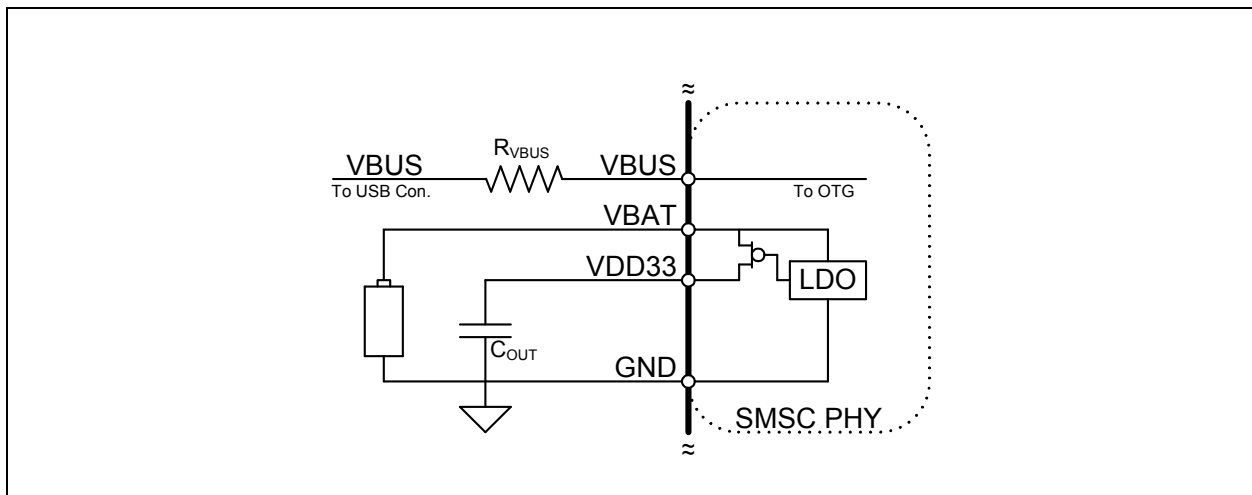 ≈
R_VBUS
VBUS VBUS
To USB Con. To OTG
VBAT
VDD33
LDO
C_OUT
GND
SMSC PHY
≈